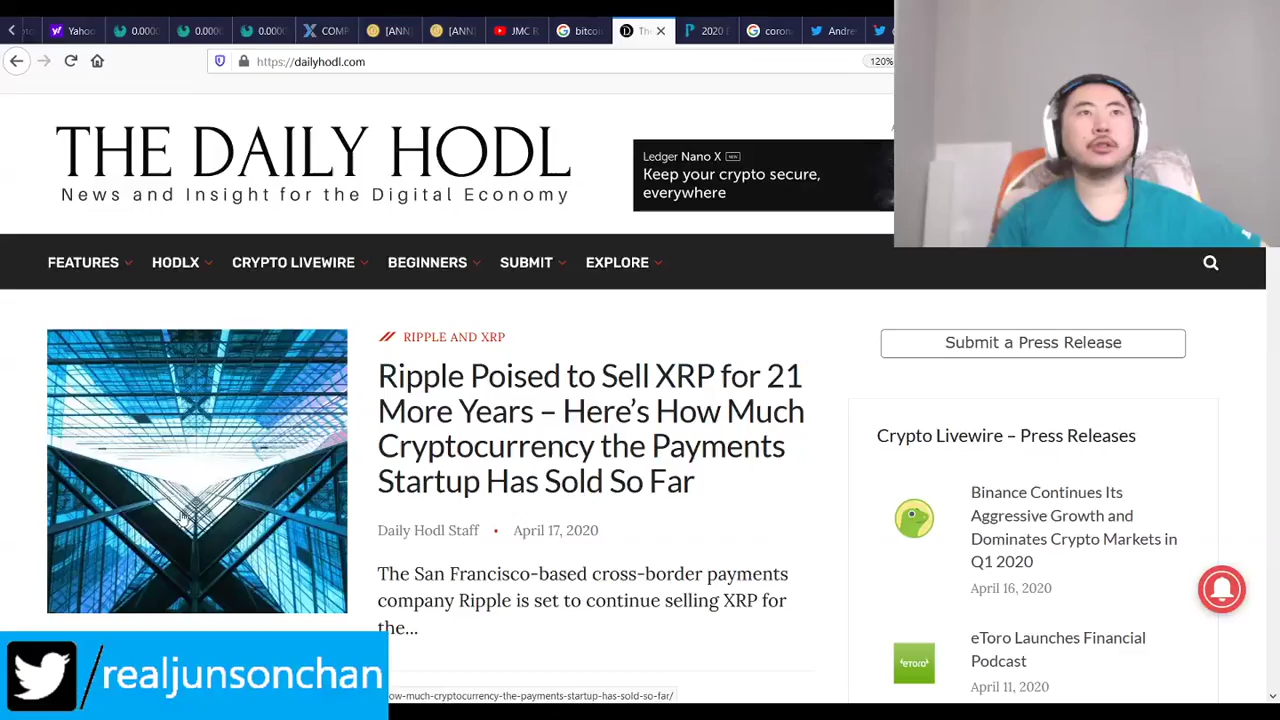 Yahoo
0.0000
0.0000
0.0000
COMP
[ANN]
[ANN]
JMC R
bitcoin
The
2020 E
corona
Andre
https://dailyhodl.com
120%
THE DAILY HODL
News and Insight for the Digital Economy
Ledger Nano X NEW
Keep your crypto secure,
everywhere
FEATURES HODLX CRYPTO LIVEWIRE BEGINNERS SUBMIT EXPLORE
RIPPLE AND XRP
Ripple Poised to Sell XRP for 21
More Years – Here's How Much
Cryptocurrency the Payments
Startup Has Sold So Far
Daily Hodl Staff • April 17, 2020
The San Francisco-based cross-border payments
company Ripple is set to continue selling XRP for
the...
Submit a Press Release
Crypto Livewire – Press Releases
Binance Continues Its
Aggressive Growth and
Dominates Crypto Markets in
Q1 2020
April 16, 2020
eToro Launches Financial
Podcast
April 11, 2020
eToro
/realjunsonchan
ow-much-cryptocurrency-the-payments-startup-has-sold-so-far/